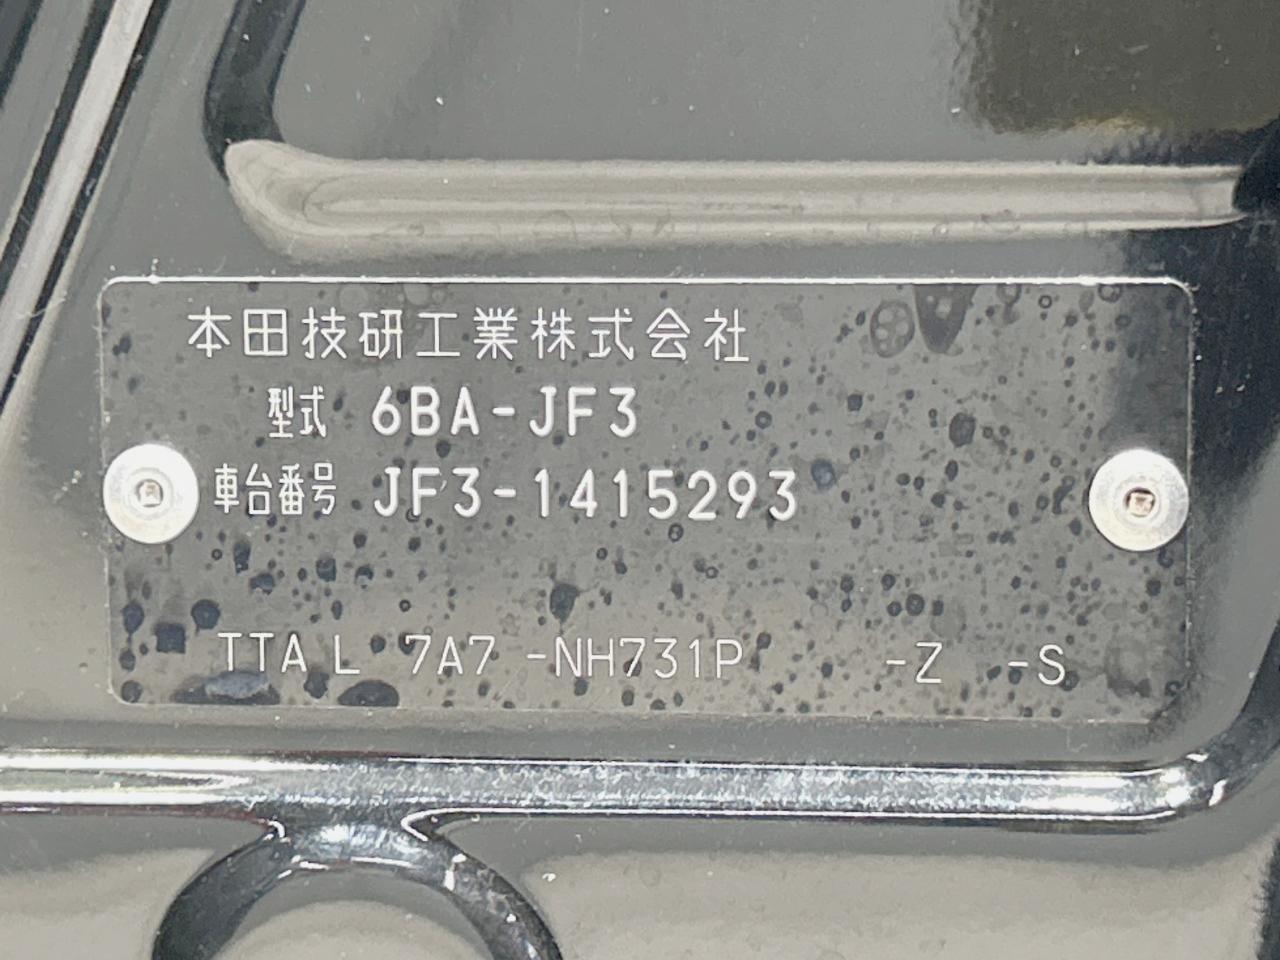 本田技研工業株式会社
型式 6BA-JF3
車台番号 JF3-1415293
TTA L 7A7 -NH731P -Z -S